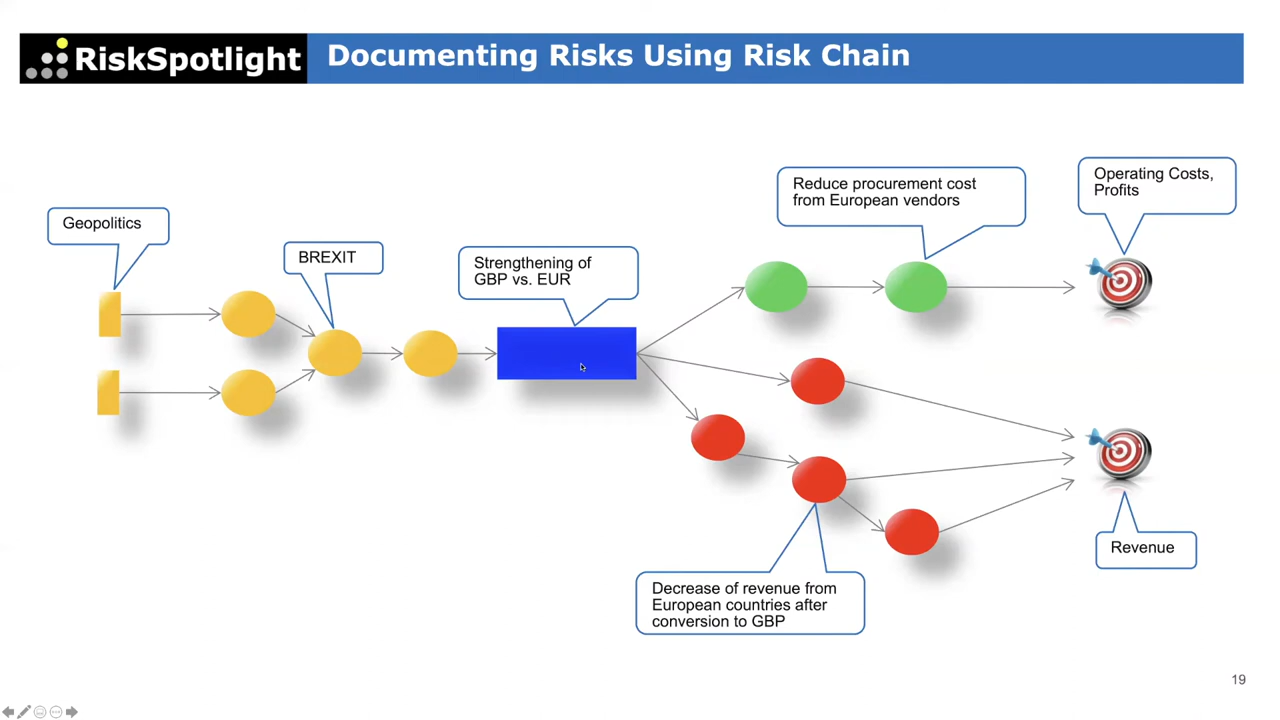 RiskSpotlight
Documenting Risks Using Risk Chain
Geopolitics
BREXIT
Strengthening of
GBP vs. EUR
Reduce procurement cost
from European vendors
Operating Costs,
Profits
Decrease of revenue from
European countries after
conversion to GBP
Revenue
19